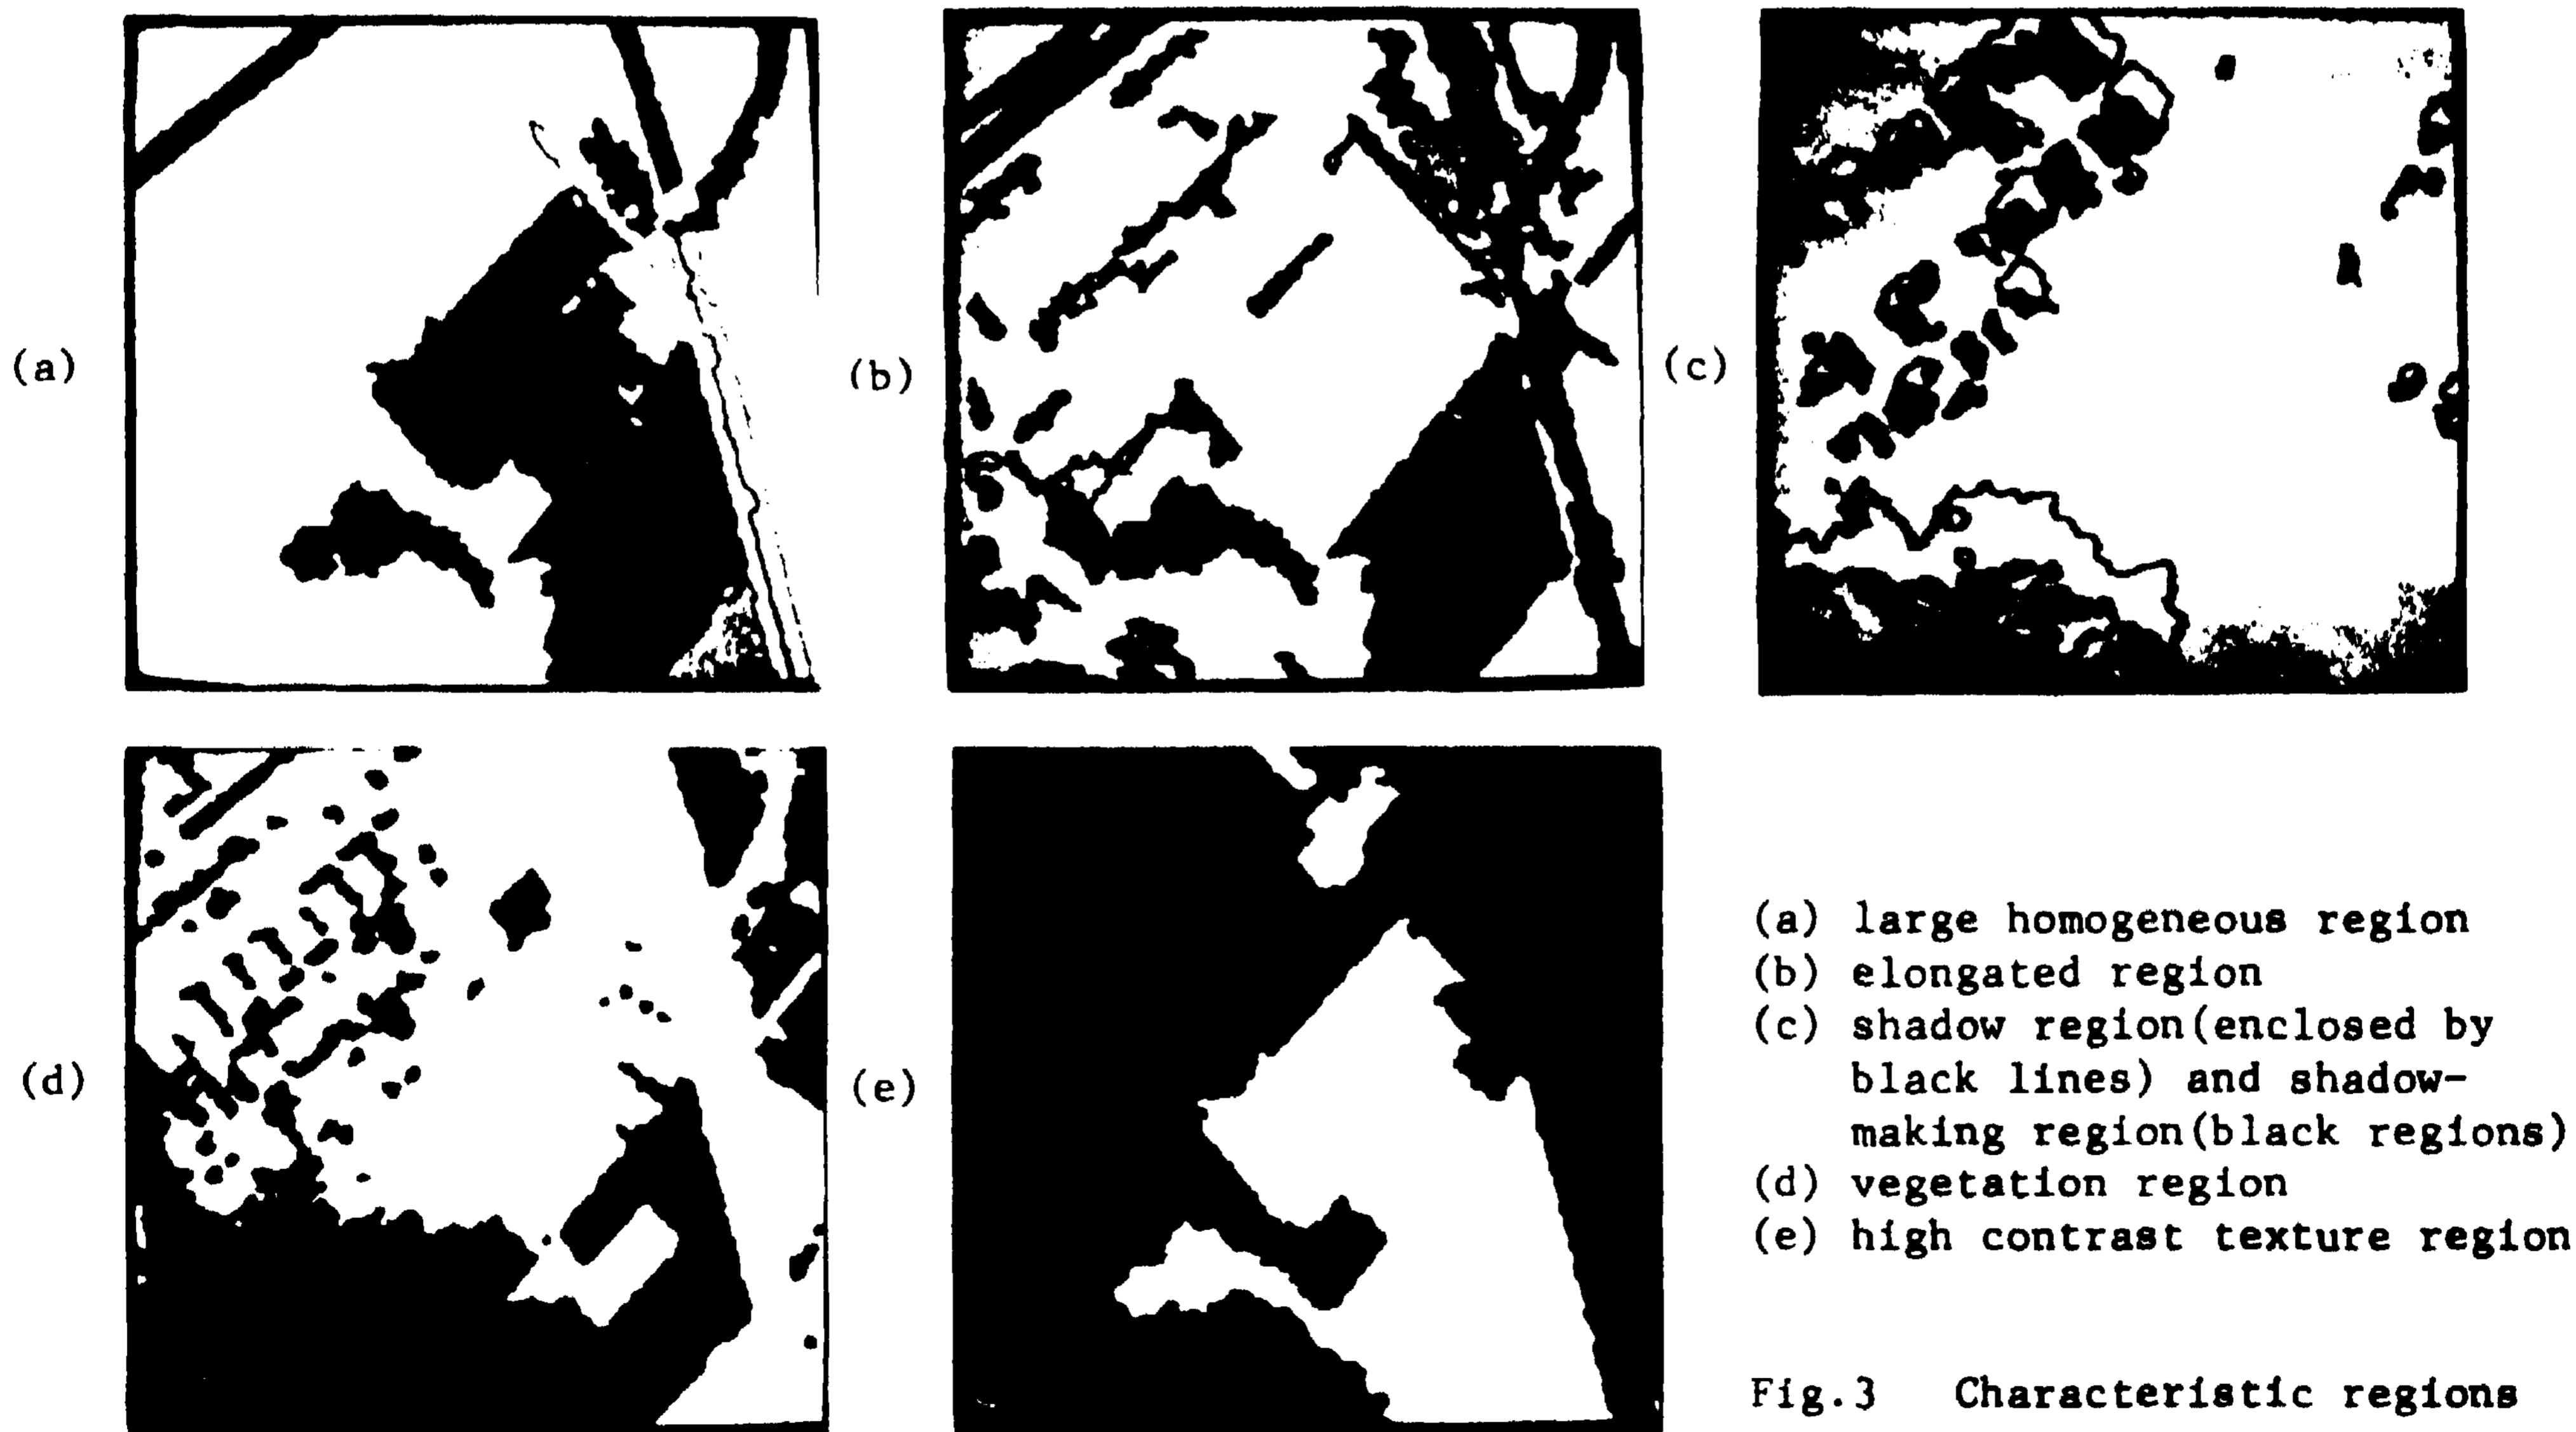 (a)
(b)
(c)
(d)
(e)
(a) large homogeneous region
(b) elongated region
(c) shadow region(enclosed by
black lines) and shadow-
making region(black regions)
(d) vegetation region
(e) high contrast texture region
Fig.3 Characteristic regions